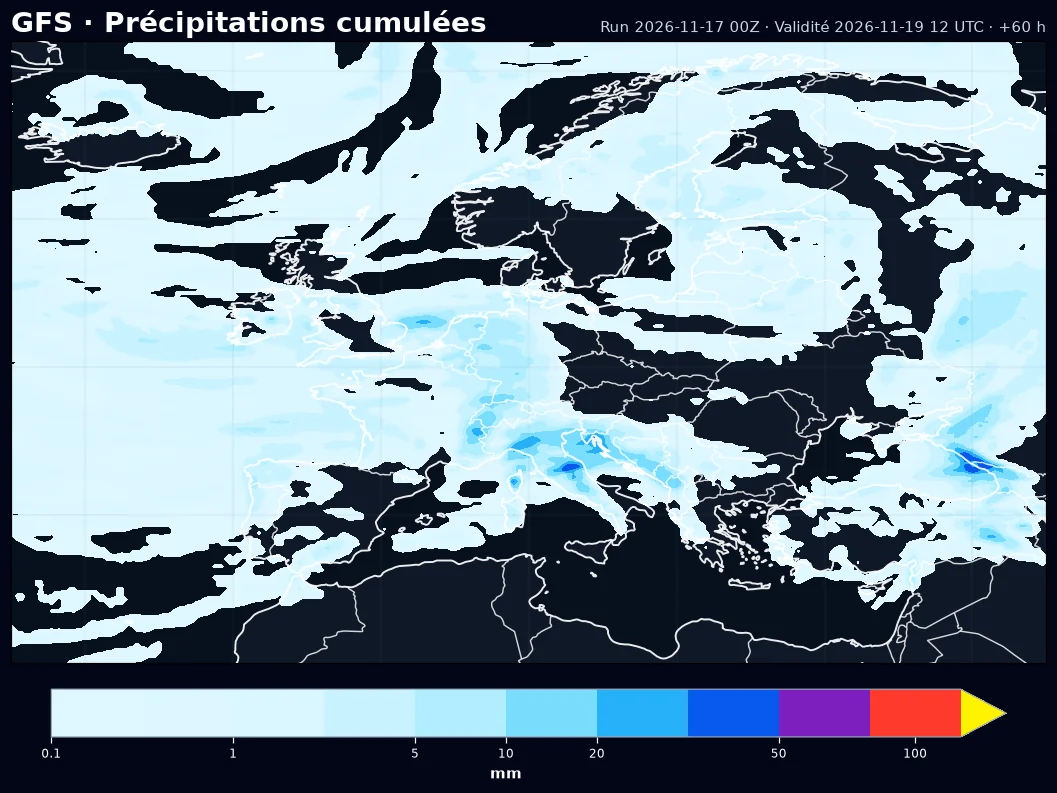 GFS · Précipitations cumulées
Run 2026-11-17 00Z · Validité 2026-11-19 12 UTC · +60 h
0.1 1 5 10 20 50 100
mm